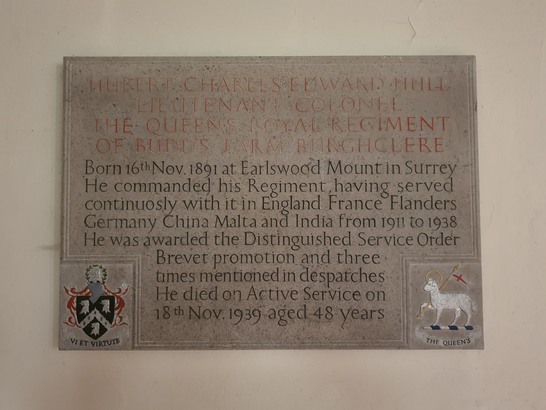 HUBERT CHARLES EDWARD HULL
LIEUTENANT COLONEL
THE QUEENS ROYAL REGIMENT
OF BUDD'S FARM BURGHCLERE
Born 16th Nov. 1891 at Earlswood Mount in Surrey
He commanded his Regiment, having served
continuosly with it in England France Flanders
Germany China Malta and India from 1911 to 1938
He was awarded the Distinguished Service Order
Brevet promotion and three
times mentioned in despatches
He died on Active Service on
18th Nov. 1939 aged 48 years
VI ET VIRTUTE
THE QUEEN'S